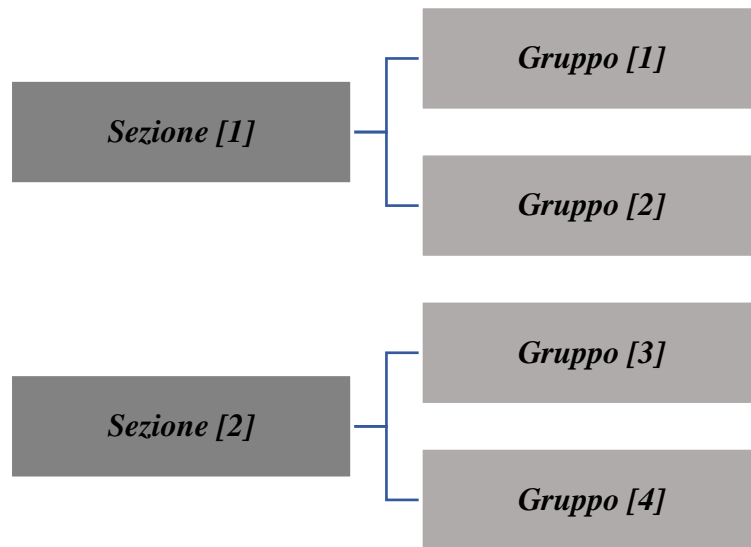 Sezione [1]
Gruppo [1]
Gruppo [2]
Sezione [2]
Gruppo [3]
Gruppo [4]